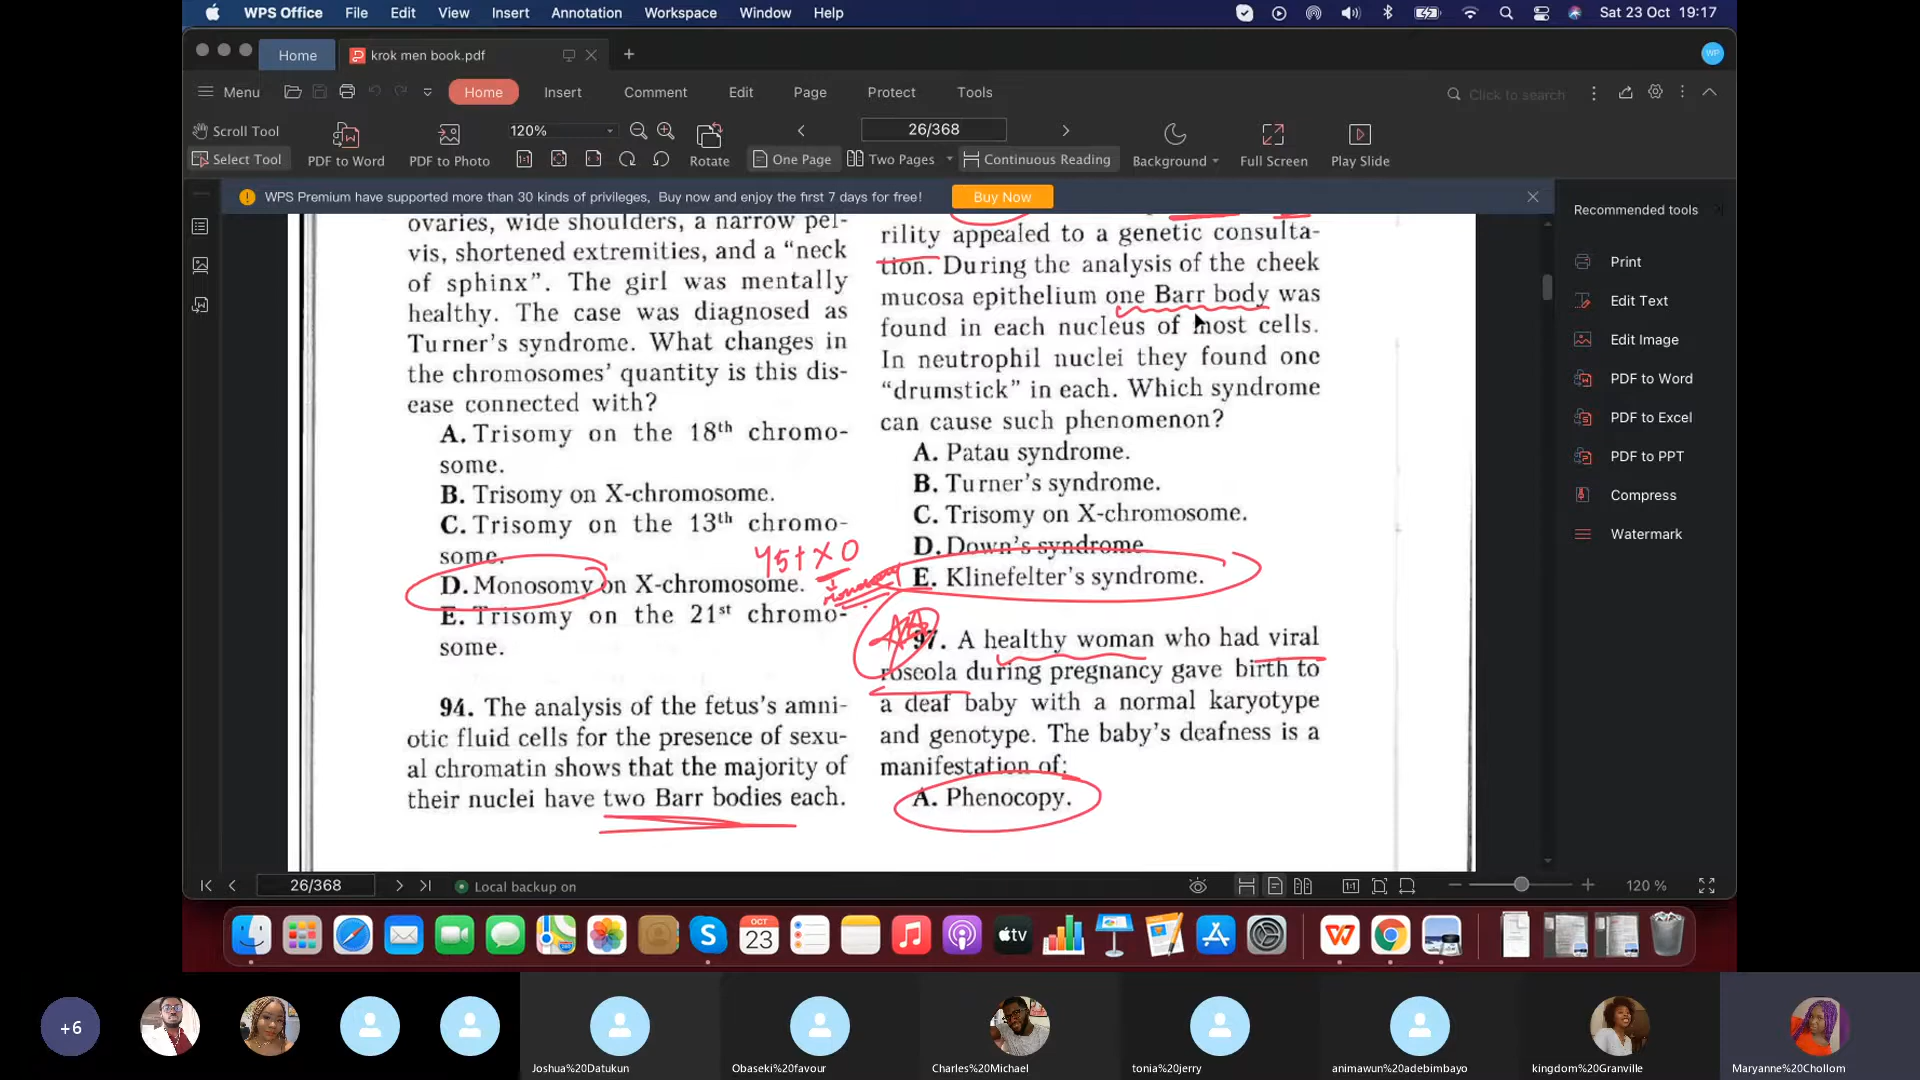 WPS Office File Edit View Insert Annotation Workspace Window Help Sat 23 Oct 19:17
Home krok men book.pdf
WP
Menu Home Insert Comment Edit Page Protect Tools Click to search
Scroll Tool
Select Tool
PDF to Word
PDF to Photo
120%
Rotate
26/368
One Page
Two Pages
Continuous Reading
Background
Full Screen
Play Slide
WPS Premium have supported more than 30 kinds of privileges, Buy now and enjoy the first 7 days for free! Buy Now
ovaries, wide shoulders, a narrow pel-
vis, shortened extremities, and a “neck
of sphinx”. The girl was mentally
healthy. The case was diagnosed as
Turner’s syndrome. What changes in
the chromosomes’ quantity is this dis-
ease connected with?
A. Trisomy on the 18th chromo-
some.
B. Trisomy on X-chromosome.
C. Trisomy on the 13th chromo-
some.
45+XO
D. Monosomy on X-chromosome.
E. Trisomy on the 21st chromo-
some.
94. The analysis of the fetus’s amni-
otic fluid cells for the presence of sexu-
al chromatin shows that the majority of
their nuclei have two Barr bodies each.
rility appealed to a genetic consulta-
tion. During the analysis of the cheek
mucosa epithelium one Barr body was
found in each nucleus of most cells.
In neutrophil nuclei they found one
“drumstick” in each. Which syndrome
can cause such phenomenon?
A. Patau syndrome.
B. Turner’s syndrome.
C. Trisomy on X-chromosome.
D. Down’s syndrome
E. Klinefelter’s syndrome.
97. A healthy woman who had viral
roseola during pregnancy gave birth to
a deaf baby with a normal karyotype
and genotype. The baby’s deafness is a
manifestation of:
A. Phenocopy.
Recommended tools
Print
Edit Text
Edit Image
PDF to Word
PDF to Excel
PDF to PPT
Compress
Watermark
26/368 Local backup on 120 %
OCT
23
tv
+6
Joshua%20Datukun Obaseki%20favour Charles%20Michael tonia%20jerry animawun%20adebimbayo kingdom%20Granville Maryanne%20Chollom